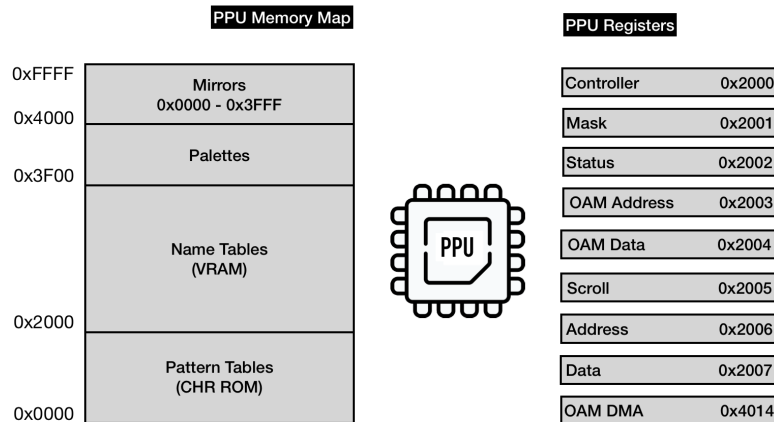 PPU Memory Map
0xFFFF
Mirrors
0x0000 - 0x3FFF
0x4000
Palettes
0x3F00
Name Tables
(VRAM)
0x2000
Pattern Tables
(CHR ROM)
0x0000
PPU
PPU Registers
Controller 0x2000
Mask 0x2001
Status 0x2002
OAM Address 0x2003
OAM Data 0x2004
Scroll 0x2005
Address 0x2006
Data 0x2007
OAM DMA 0x4014